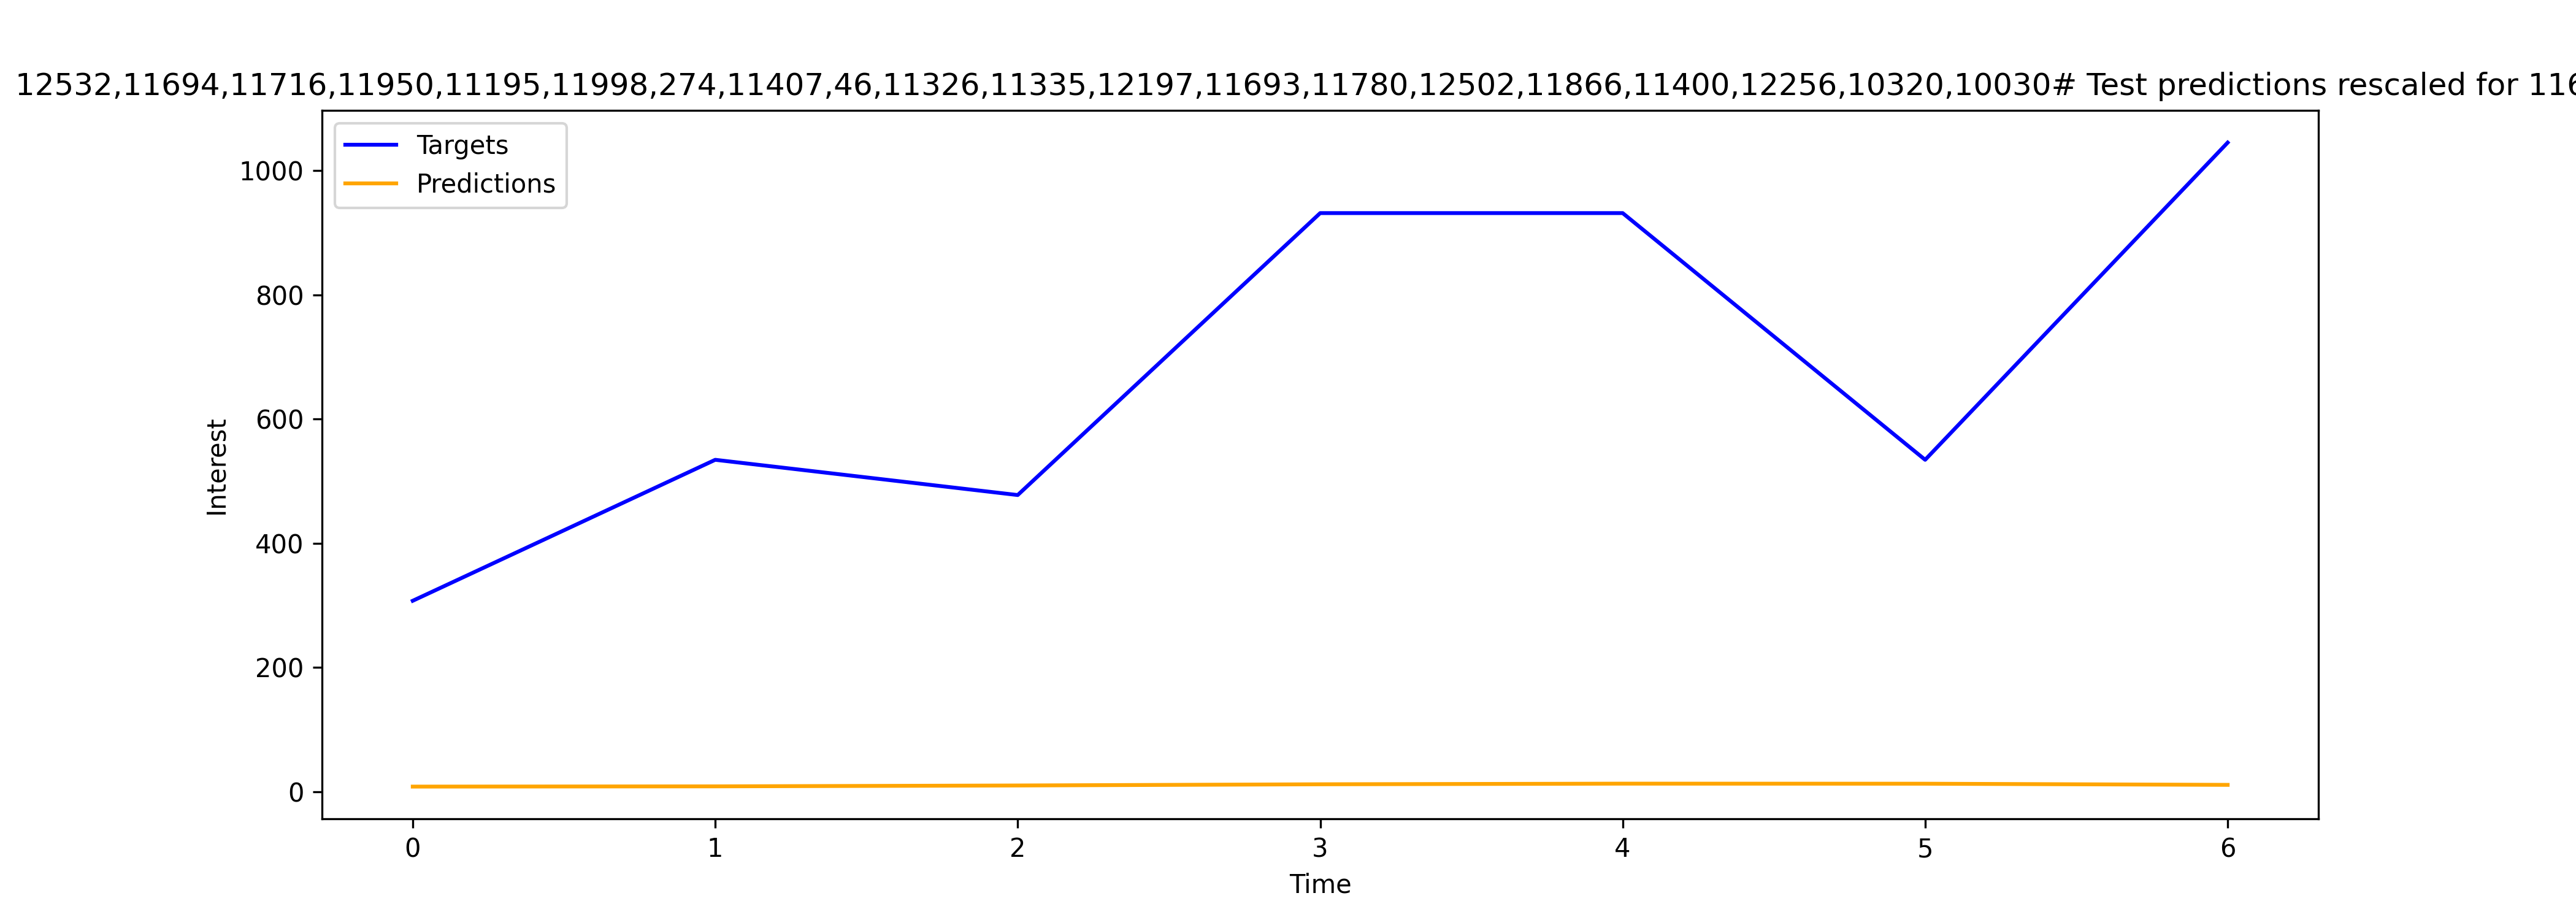 12532,11694,11716,11950,11195,11998,274,11407,46,11326,11335,12197,11693,11780,12502,11866,11400,12256,10320,10030# Test predictions rescaled for 116
Targets
Predictions
1000
800
600
400
200
0
Interest
0 1 2 3 4 5 6
Time